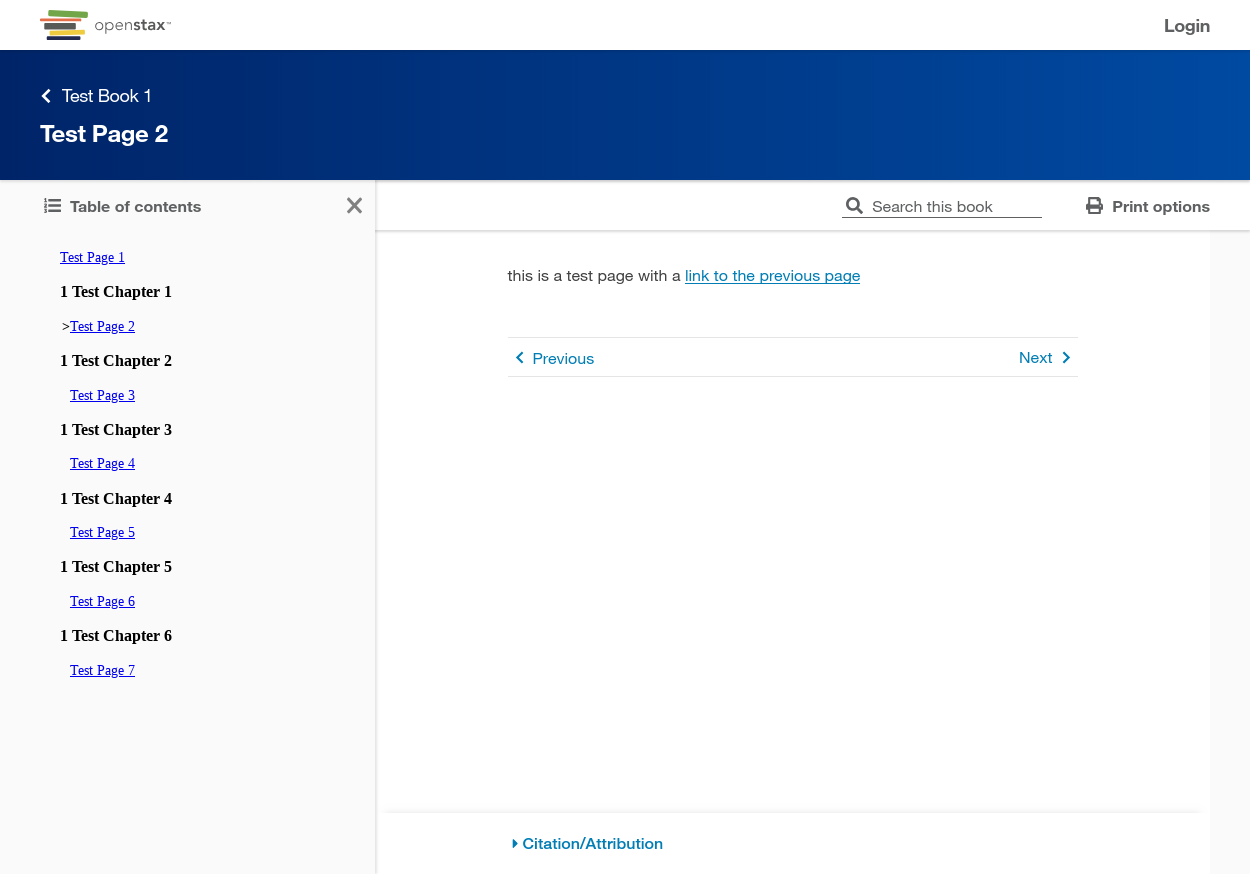 openstax™
Login
Test Book 1
Test Page 2
Table of contents
Search this book
Print options
Test Page 1
1 Test Chapter 1
>Test Page 2
1 Test Chapter 2
Test Page 3
1 Test Chapter 3
Test Page 4
1 Test Chapter 4
Test Page 5
1 Test Chapter 5
Test Page 6
1 Test Chapter 6
Test Page 7
this is a test page with a link to the previous page
Previous
Next
Citation/Attribution